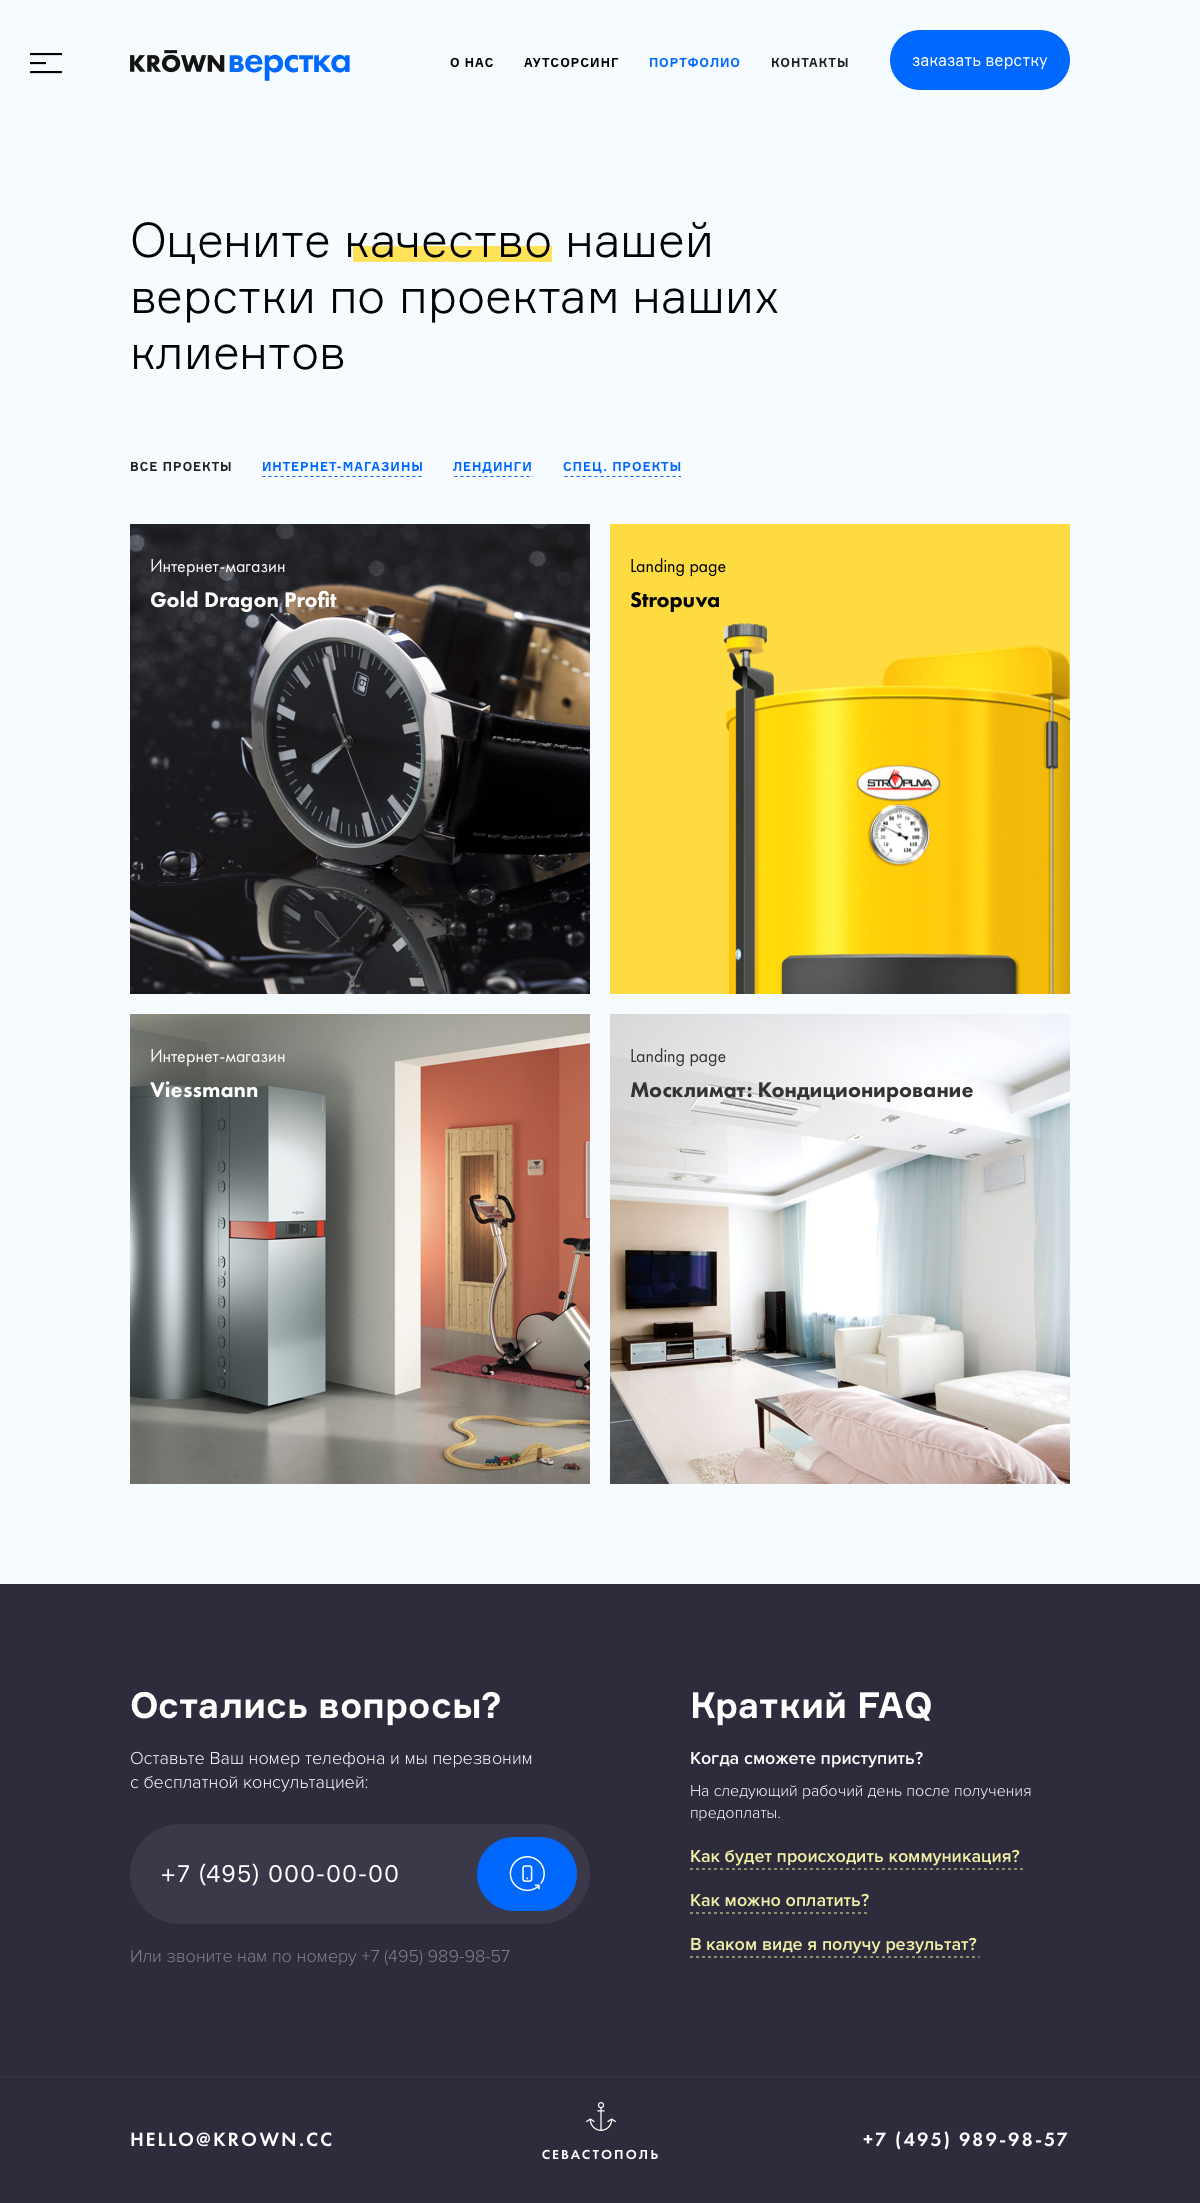 KRŌWNверстка
О НАС АУТСОРСИНГ ПОРТФОЛИО КОНТАКТЫ
заказать верстку
Оцените качество нашей
верстки по проектам наших
клиентов
ВСЕ ПРОЕКТЫ ИНТЕРНЕТ-МАГАЗИНЫ ЛЕНДИНГИ СПЕЦ. ПРОЕКТЫ
Интернет-магазин
Gold Dragon Profit
Landing page
Stropuva
STROPUVA
Интернет-магазин
Viessmann
Landing page
Москлимат: Кондиционирование
Остались вопросы?
Оставьте Ваш номер телефона и мы перезвоним
с бесплатной консультацией:
+7 (495) 000-00-00
Или звоните нам по номеру +7 (495) 989-98-57
Краткий FAQ
Когда сможете приступить?
На следующий рабочий день после получения
предоплаты.
Как будет происходить коммуникация?
Как можно оплатить?
В каком виде я получу результат?
HELLO@KROWN.CC
СЕВАСТОПОЛЬ
+7 (495) 989-98-57